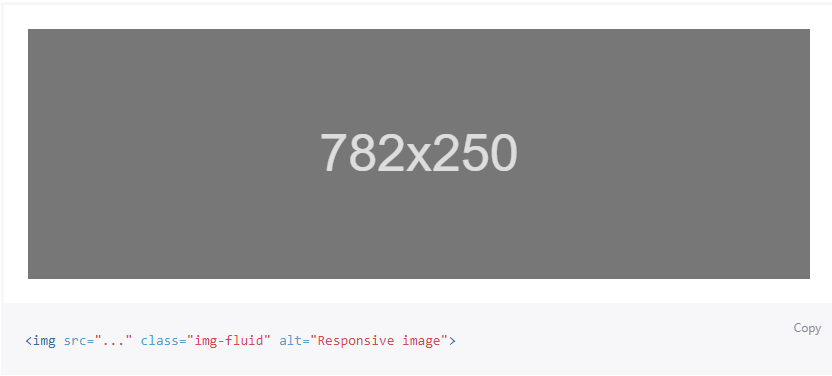 782x250
Copy
<img src="..." class="img-fluid" alt="Responsive image">